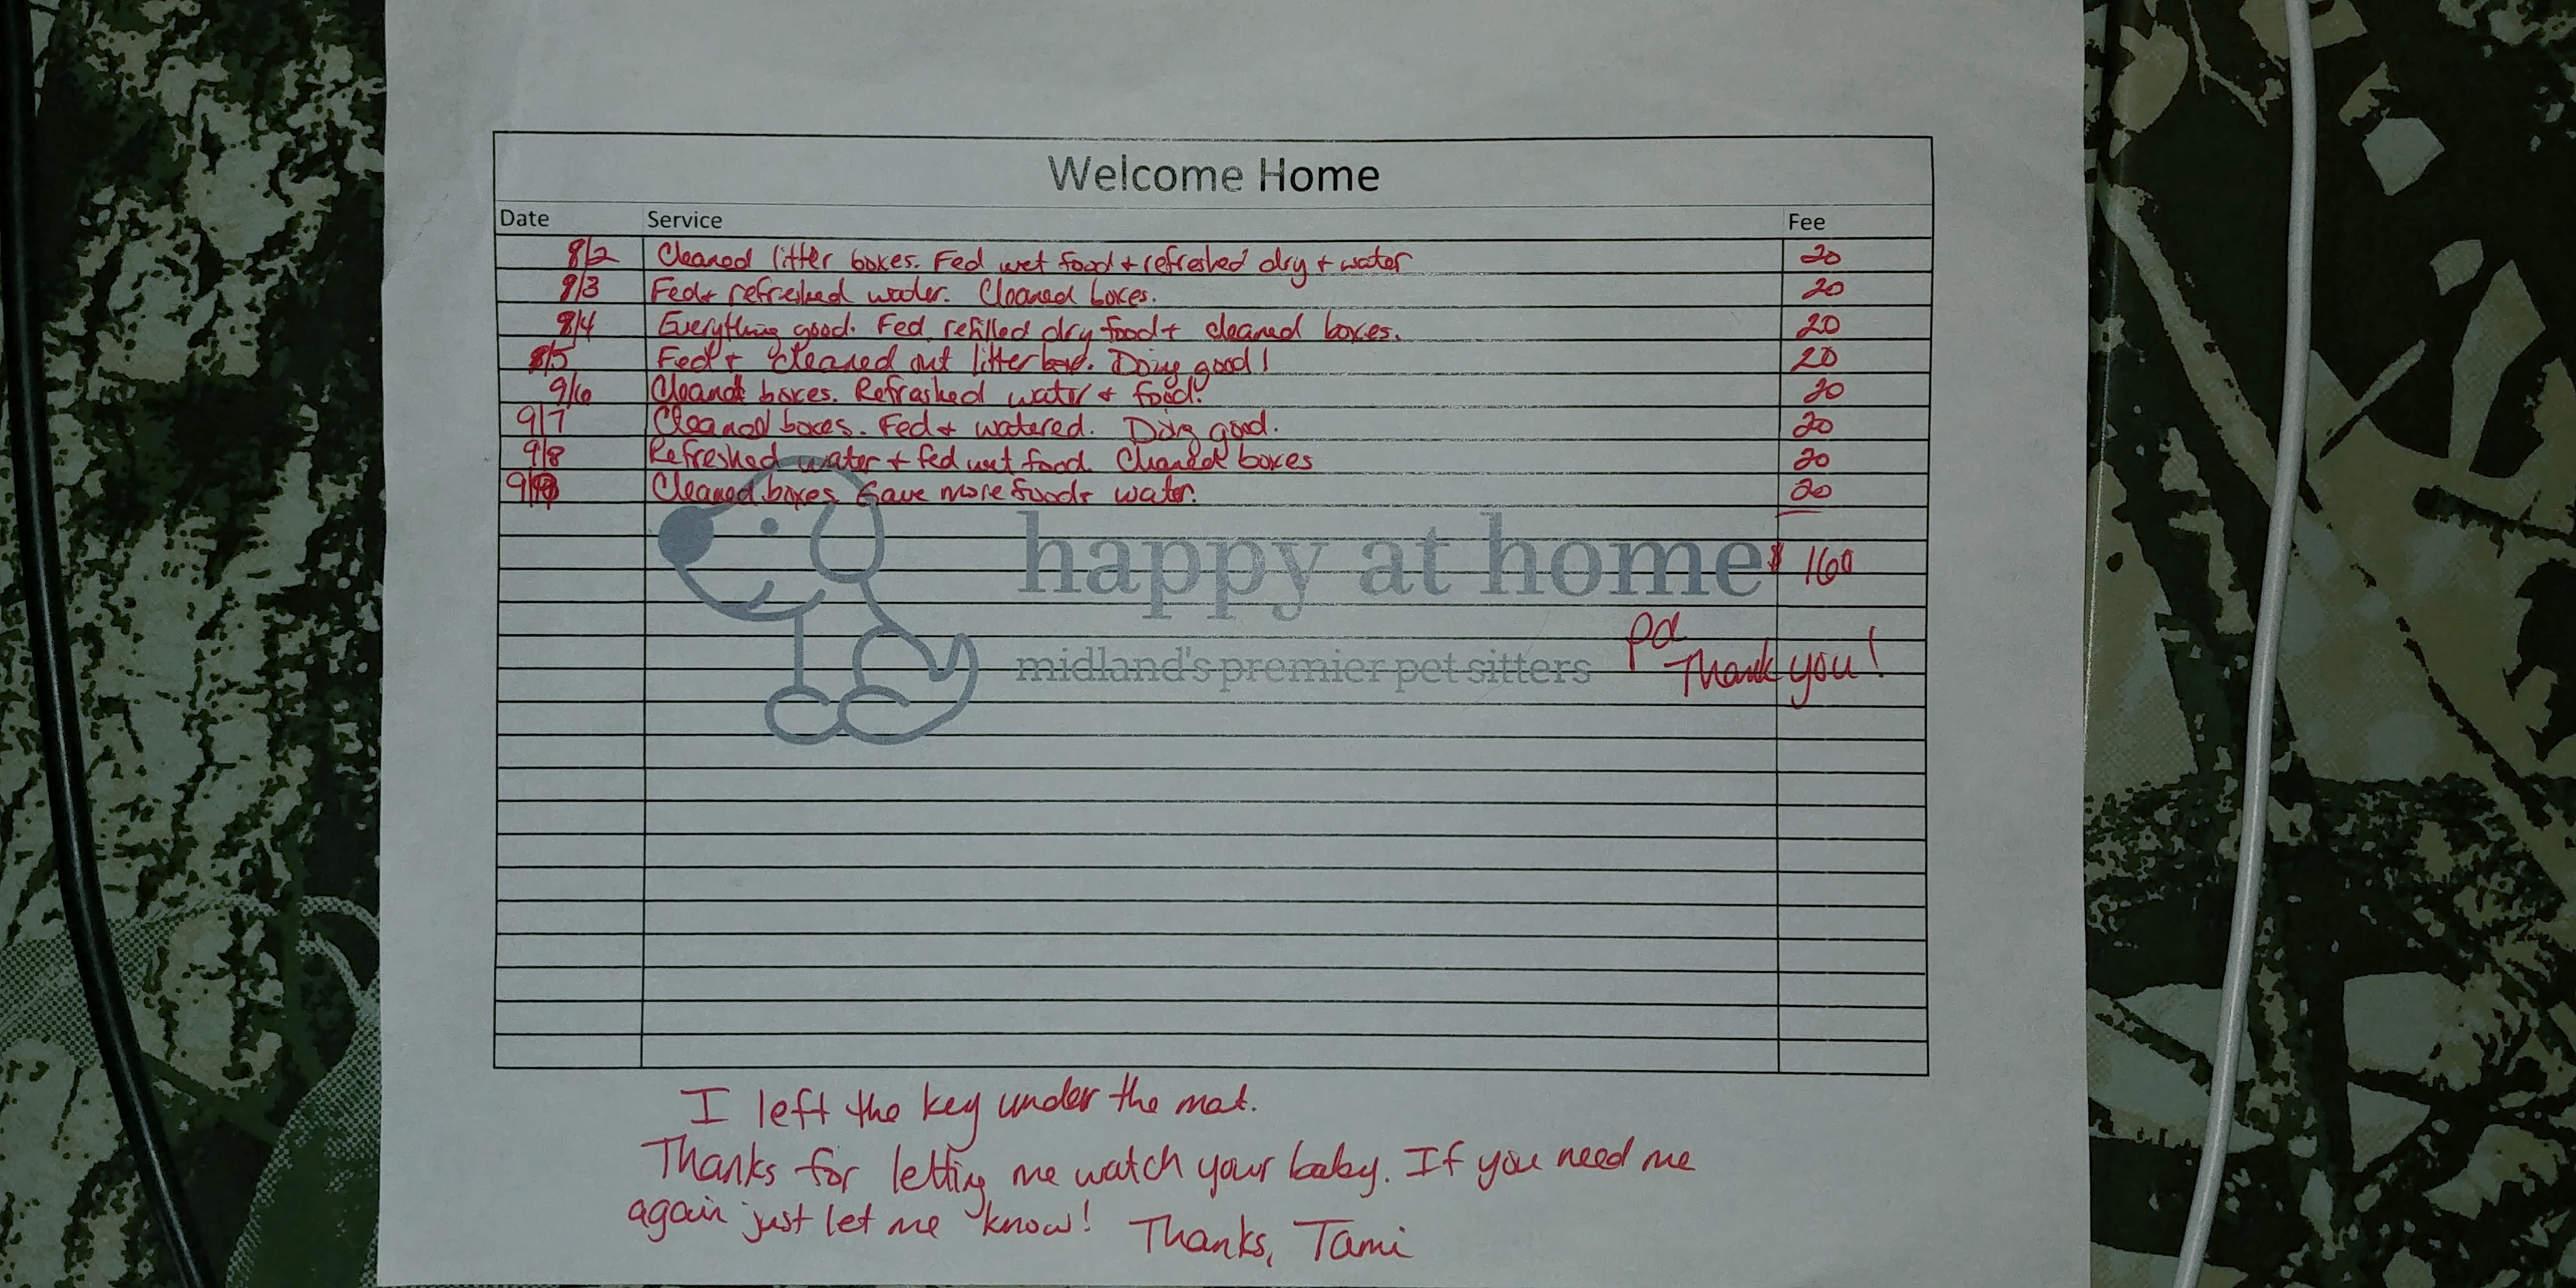 Welcome Home
Date Service Fee
8/2 Cleaned litter boxes. Fed wet food + refreshed dry + water 20
9/3 Fed + refreshed water. Cleaned boxes. 20
8/4 Everything good. Fed, refilled dry food + cleaned boxes. 20
8/5 Fed + cleaned out litter box. Doing good! 20
9/6 Cleaned boxes. Refreshed water + food. 20
9/7 Cleaned boxes. Fed + watered. Doing good. 20
9/8 Refreshed water + fed wet food. Cleaned boxes 20
Cleaned boxes Gave more food + water. 20
happy at home $ 160
midland's premier pet sitters pd Thank you!
I left the key under the mat.
Thanks for letting me watch your baby. If you need me
again just let me know! Thanks, Tami